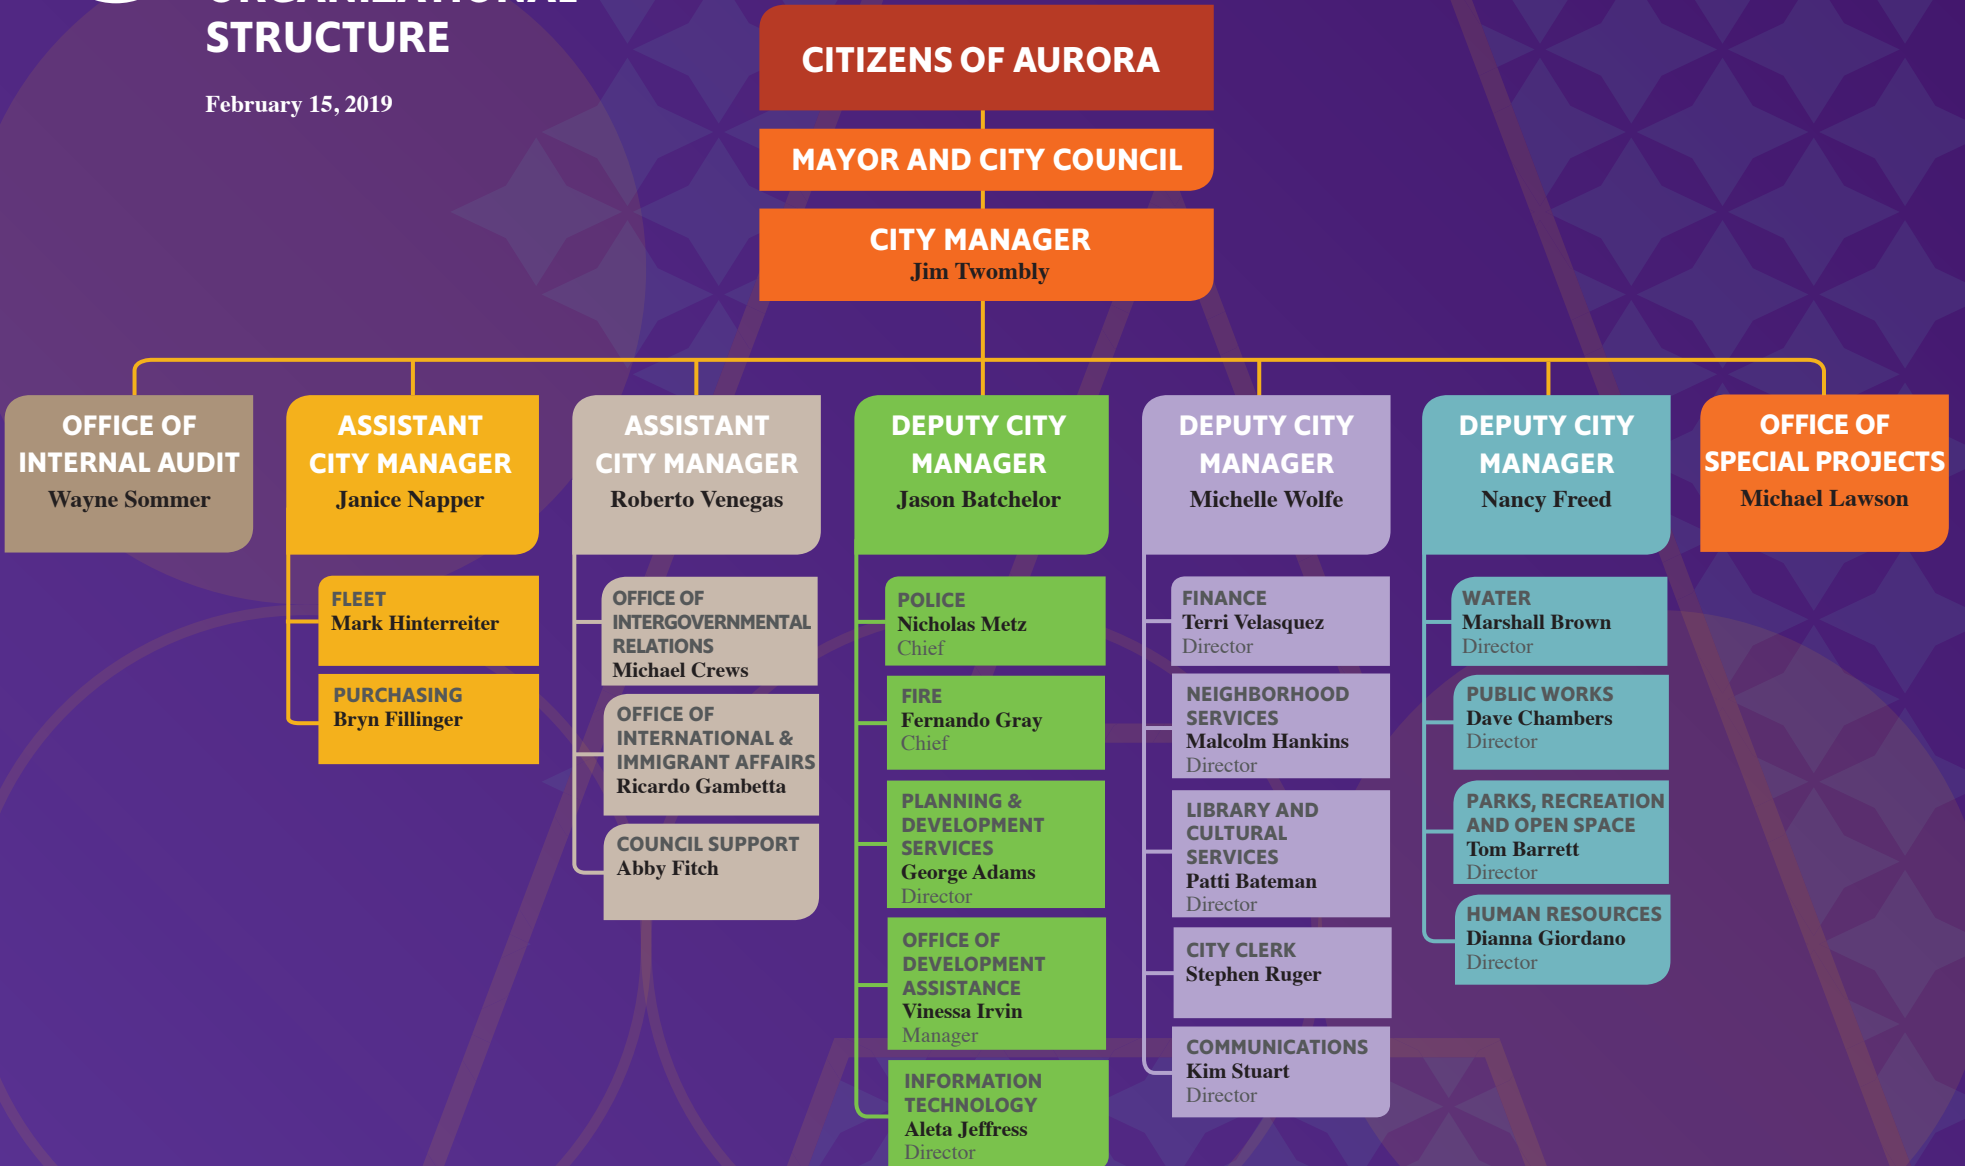 ORGANIZATIONAL
STRUCTURE
February 15, 2019
CITIZENS OF AURORA
MAYOR AND CITY COUNCIL
CITY MANAGER
Jim Twombly
OFFICE OF
INTERNAL AUDIT
Wayne Sommer
ASSISTANT
CITY MANAGER
Janice Napper
FLEET
Mark Hinterreiter
PURCHASING
Bryn Fillinger
ASSISTANT
CITY MANAGER
Roberto Venegas
OFFICE OF
INTERGOVERNMENTAL
RELATIONS
Michael Crews
OFFICE OF
INTERNATIONAL &
IMMIGRANT AFFAIRS
Ricardo Gambetta
COUNCIL SUPPORT
Abby Fitch
DEPUTY CITY
MANAGER
Jason Batchelor
POLICE
Nicholas Metz
Chief
FIRE
Fernando Gray
Chief
PLANNING &
DEVELOPMENT
SERVICES
George Adams
Director
OFFICE OF
DEVELOPMENT
ASSISTANCE
Vinessa Irvin
Manager
INFORMATION
TECHNOLOGY
Aleta Jeffress
Director
DEPUTY CITY
MANAGER
Michelle Wolfe
FINANCE
Terri Velasquez
Director
NEIGHBORHOOD
SERVICES
Malcolm Hankins
Director
LIBRARY AND
CULTURAL
SERVICES
Patti Bateman
Director
CITY CLERK
Stephen Ruger
COMMUNICATIONS
Kim Stuart
Director
DEPUTY CITY
MANAGER
Nancy Freed
WATER
Marshall Brown
Director
PUBLIC WORKS
Dave Chambers
Director
PARKS, RECREATION
AND OPEN SPACE
Tom Barrett
Director
HUMAN RESOURCES
Dianna Giordano
Director
OFFICE OF
SPECIAL PROJECTS
Michael Lawson